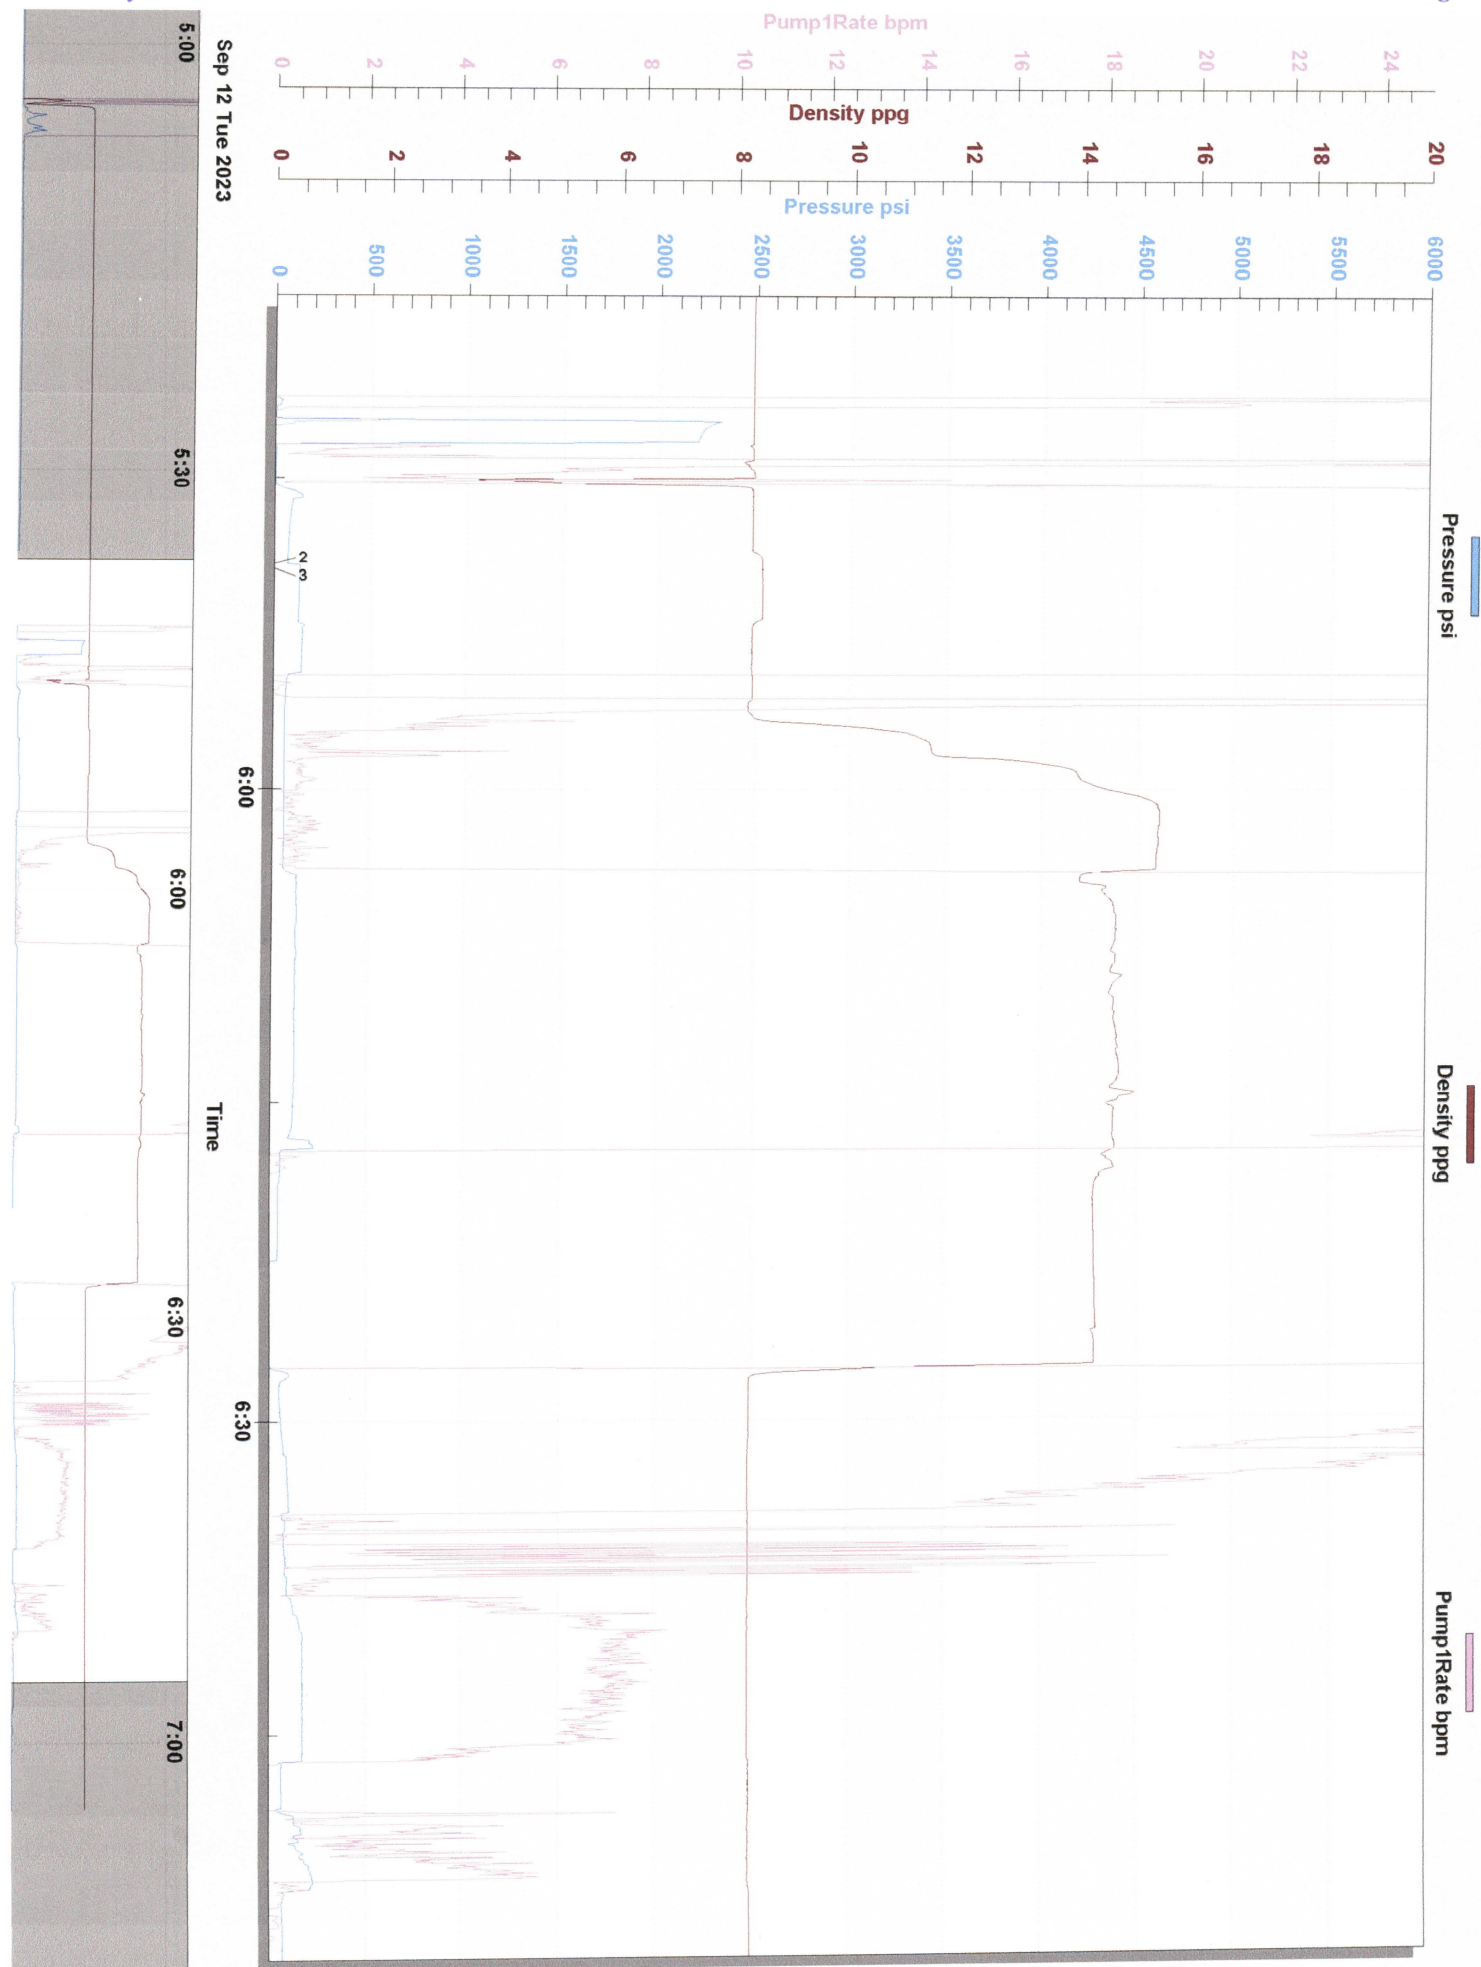 Pressure psi
Density ppg
Pump1Rate bpm
Pump1Rate bpm
0 2 4 6 8 10 12 14 16 18 20 22 24
Density ppg
0 2 4 6 8 10 12 14 16 18 20
Pressure psi
0 500 1000 1500 2000 2500 3000 3500 4000 4500 5000 5500 6000
2
3
6:00
6:30
Sep 12 Tue 2023
Time
5:00
5:30
6:00
6:30
7:00